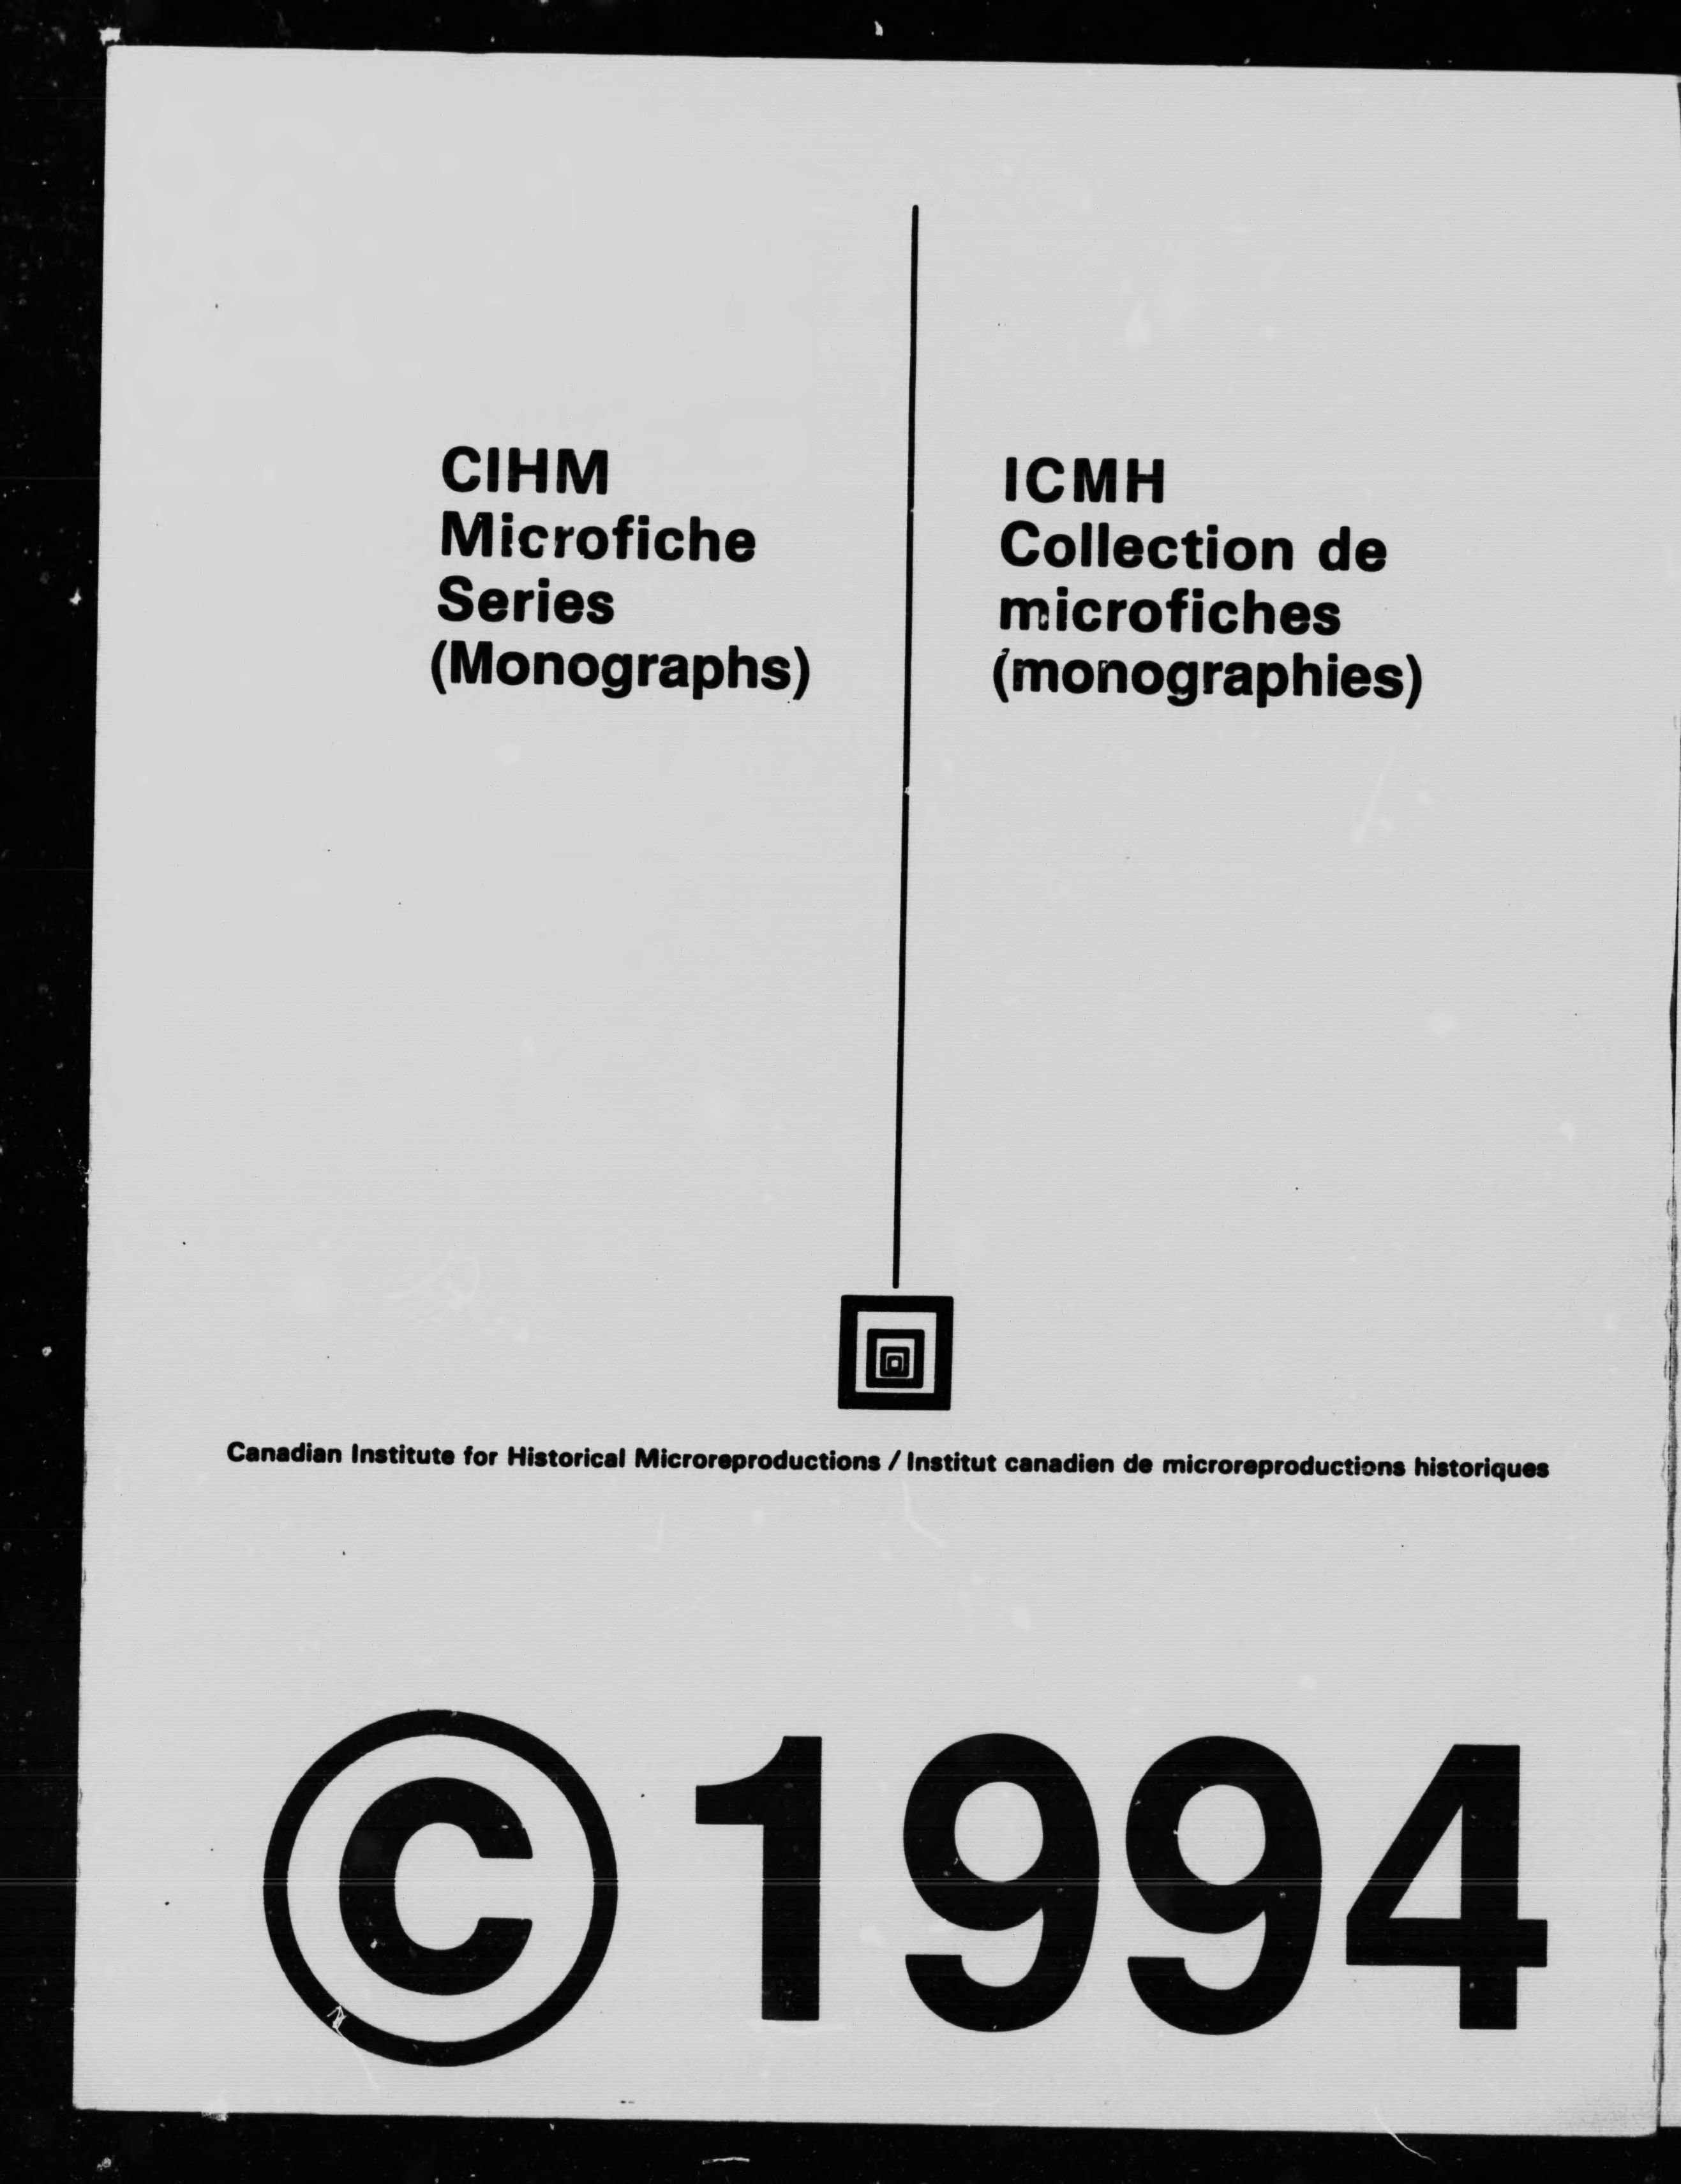 CIHM
Microfiche
Series
(Monographs)
ICMH
Collection de
microfiches
(monographies)
Canadian Institute for Historical Microreproductions / Institut canadien de microreproductions historiques
© 1994